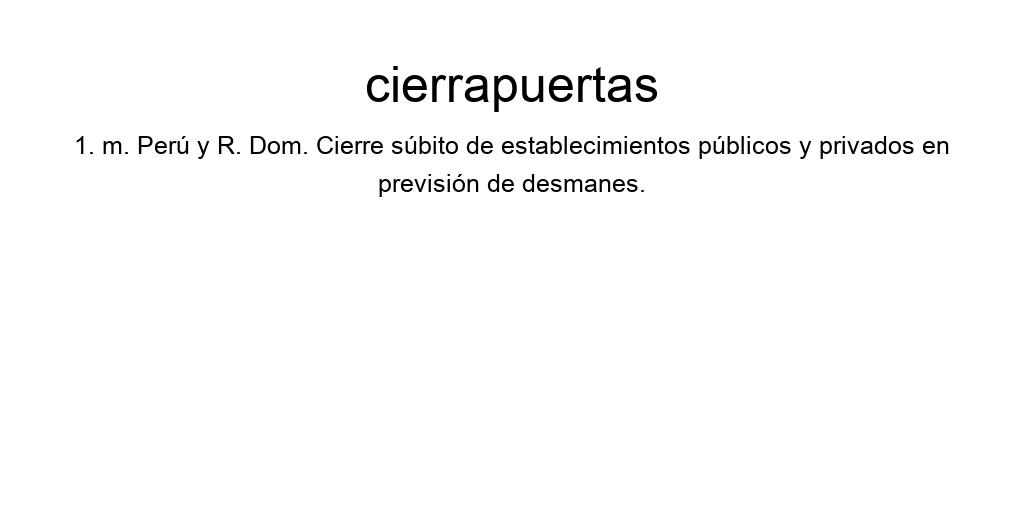 cierrapuertas
1. m. Perú y R. Dom. Cierre súbito de establecimientos públicos y privados en
previsión de desmanes.